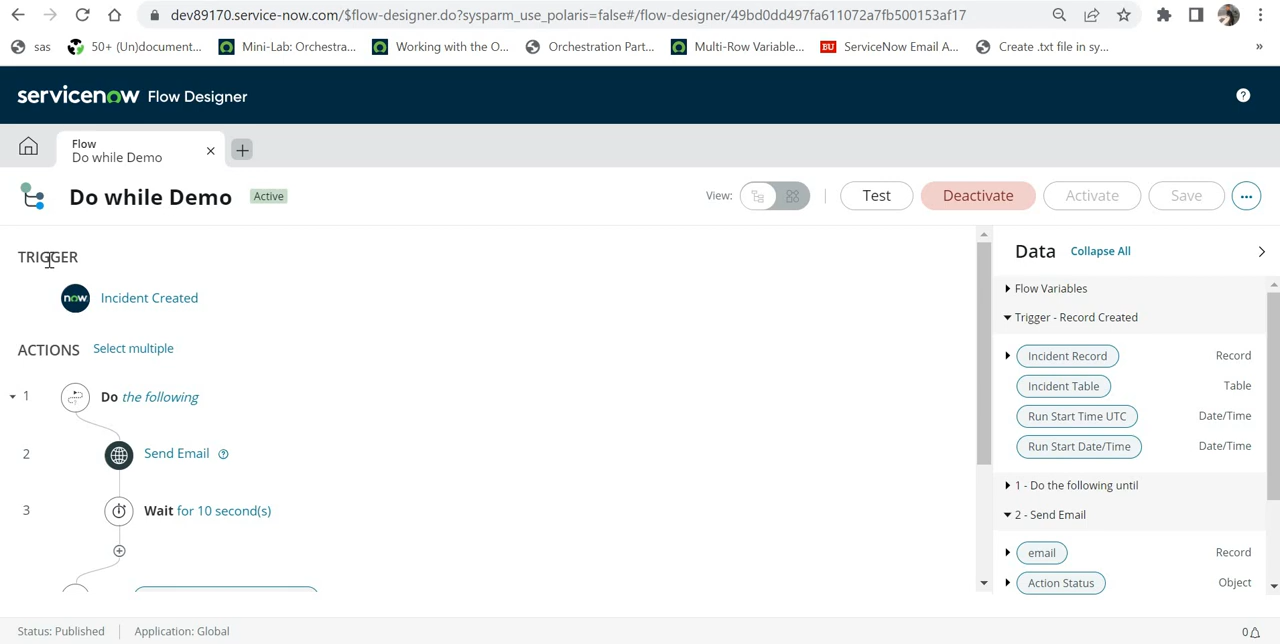 dev89170.service-now.com/$flow-designer.do?sysparm_use_polaris=false#/flow-designer/49bd0dd497fa611072a7fb500153af17
sas
50+ (Un)document...
Mini-Lab: Orchestra...
Working with the O...
Orchestration Part...
Multi-Row Variable...
BU
ServiceNow Email A...
Create .txt file in sy...
»
servicenow Flow Designer
?
Flow
Do while Demo
Do while Demo
Active
View:
Test
Deactivate
Activate
Save
TRIGGER
now
Incident Created
ACTIONS
Select multiple
1
Do the following
2
Send Email
3
Wait for 10 second(s)
Data
Collapse All
Flow Variables
Trigger - Record Created
Incident Record
Record
Incident Table
Table
Run Start Time UTC
Date/Time
Run Start Date/Time
Date/Time
1 - Do the following until
2 - Send Email
email
Record
Action Status
Object
Status: Published
Application: Global
0